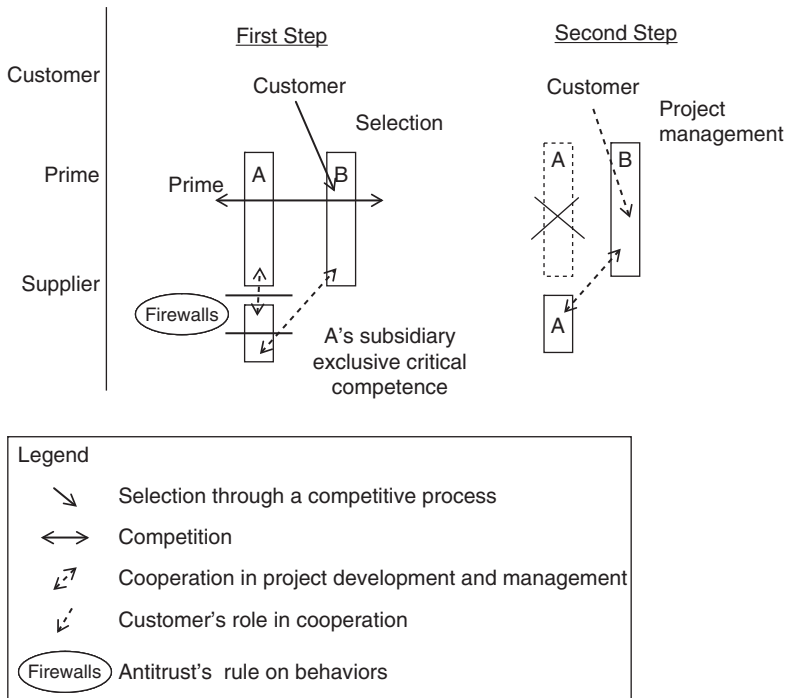 First Step
Second Step
Customer
Customer
Customer
Selection
Project
management
Prime
Prime
A
B
A
B
Supplier
Firewalls
A's subsidiary
exclusive critical
competence
A
Legend
Selection through a competitive process
Competition
Cooperation in project development and management
Customer's role in cooperation
Firewalls
Antitrust's rule on behaviors